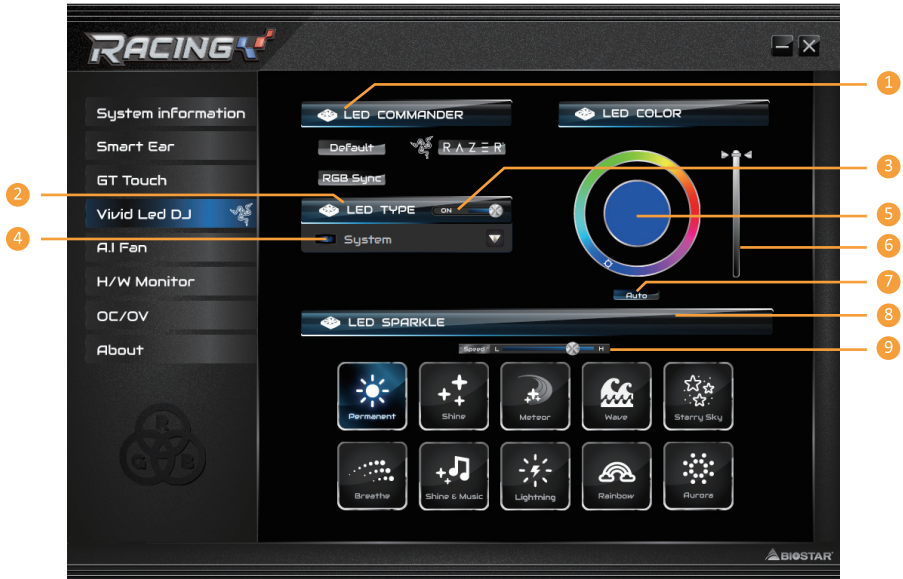 RACING
System information
Smart Ear
GT Touch
Vivid Led DJ
A.I Fan
H/W Monitor
OC/OV
About
R
G B
LED COMMANDER
Default
RAZER
RGB Sync
LED TYPE ON
System
LED COLOR
Auto
LED SPARKLE
Speed L H
Permanent Shine Meteor Wave Starry Sky
Breathe Shine & Music Lightning Rainbow Aurora
BIOSTAR
1
2
3
4
5
6
7
8
9